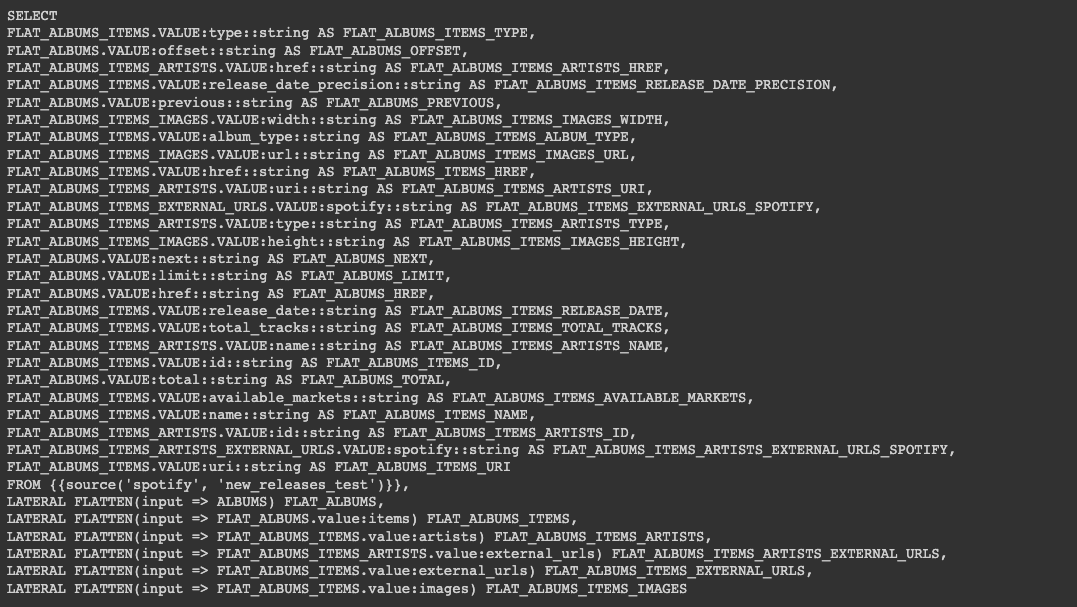 SELECT
FLAT_ALBUMS_ITEMS.VALUE:type::string AS FLAT_ALBUMS_ITEMS_TYPE,
FLAT_ALBUMS.VALUE:offset::string AS FLAT_ALBUMS_OFFSET,
FLAT_ALBUMS_ITEMS_ARTISTS.VALUE:href::string AS FLAT_ALBUMS_ITEMS_ARTISTS_HREF,
FLAT_ALBUMS_ITEMS.VALUE:release_date_precision::string AS FLAT_ALBUMS_ITEMS_RELEASE_DATE_PRECISION,
FLAT_ALBUMS.VALUE:previous::string AS FLAT_ALBUMS_PREVIOUS,
FLAT_ALBUMS_ITEMS_IMAGES.VALUE:width::string AS FLAT_ALBUMS_ITEMS_IMAGES_WIDTH,
FLAT_ALBUMS_ITEMS.VALUE:album_type::string AS FLAT_ALBUMS_ITEMS_ALBUM_TYPE,
FLAT_ALBUMS_ITEMS_IMAGES.VALUE:url::string AS FLAT_ALBUMS_ITEMS_IMAGES_URL,
FLAT_ALBUMS_ITEMS.VALUE:href::string AS FLAT_ALBUMS_ITEMS_HREF,
FLAT_ALBUMS_ITEMS_ARTISTS.VALUE:uri::string AS FLAT_ALBUMS_ITEMS_ARTISTS_URI,
FLAT_ALBUMS_ITEMS_EXTERNAL_URLS.VALUE:spotify::string AS FLAT_ALBUMS_ITEMS_EXTERNAL_URLS_SPOTIFY,
FLAT_ALBUMS_ITEMS_ARTISTS.VALUE:type::string AS FLAT_ALBUMS_ITEMS_ARTISTS_TYPE,
FLAT_ALBUMS_ITEMS_IMAGES.VALUE:height::string AS FLAT_ALBUMS_ITEMS_IMAGES_HEIGHT,
FLAT_ALBUMS.VALUE:next::string AS FLAT_ALBUMS_NEXT,
FLAT_ALBUMS.VALUE:limit::string AS FLAT_ALBUMS_LIMIT,
FLAT_ALBUMS.VALUE:href::string AS FLAT_ALBUMS_HREF,
FLAT_ALBUMS_ITEMS.VALUE:release_date::string AS FLAT_ALBUMS_ITEMS_RELEASE_DATE,
FLAT_ALBUMS_ITEMS.VALUE:total_tracks::string AS FLAT_ALBUMS_ITEMS_TOTAL_TRACKS,
FLAT_ALBUMS_ITEMS_ARTISTS.VALUE:name::string AS FLAT_ALBUMS_ITEMS_ARTISTS_NAME,
FLAT_ALBUMS_ITEMS.VALUE:id::string AS FLAT_ALBUMS_ITEMS_ID,
FLAT_ALBUMS.VALUE:total::string AS FLAT_ALBUMS_TOTAL,
FLAT_ALBUMS_ITEMS.VALUE:available_markets::string AS FLAT_ALBUMS_ITEMS_AVAILABLE_MARKETS,
FLAT_ALBUMS_ITEMS.VALUE:name::string AS FLAT_ALBUMS_ITEMS_NAME,
FLAT_ALBUMS_ITEMS_ARTISTS.VALUE:id::string AS FLAT_ALBUMS_ITEMS_ARTISTS_ID,
FLAT_ALBUMS_ITEMS_ARTISTS_EXTERNAL_URLS.VALUE:spotify::string AS FLAT_ALBUMS_ITEMS_ARTISTS_EXTERNAL_URLS_SPOTIFY,
FLAT_ALBUMS_ITEMS.VALUE:uri::string AS FLAT_ALBUMS_ITEMS_URI
FROM {{source('spotify', 'new_releases_test')}},
LATERAL FLATTEN(input => ALBUMS) FLAT_ALBUMS,
LATERAL FLATTEN(input => FLAT_ALBUMS.value:items) FLAT_ALBUMS_ITEMS,
LATERAL FLATTEN(input => FLAT_ALBUMS_ITEMS.value:artists) FLAT_ALBUMS_ITEMS_ARTISTS,
LATERAL FLATTEN(input => FLAT_ALBUMS_ITEMS_ARTISTS.value:external_urls) FLAT_ALBUMS_ITEMS_ARTISTS_EXTERNAL_URLS,
LATERAL FLATTEN(input => FLAT_ALBUMS_ITEMS.value:external_urls) FLAT_ALBUMS_ITEMS_EXTERNAL_URLS,
LATERAL FLATTEN(input => FLAT_ALBUMS_ITEMS.value:images) FLAT_ALBUMS_ITEMS_IMAGES